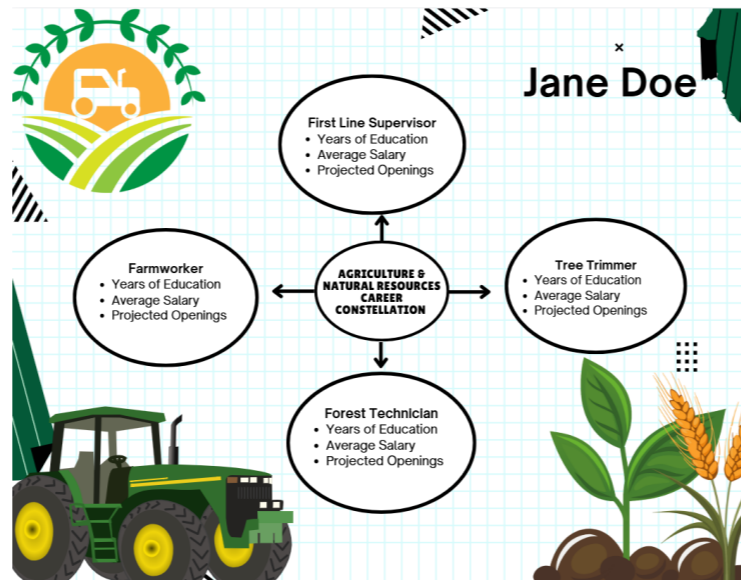 Jane Doe
First Line Supervisor
• Years of Education
• Average Salary
• Projected Openings
Farmworker
• Years of Education
• Average Salary
• Projected Openings
AGRICULTURE &
NATURAL RESOURCES
CAREER
CONSTELLATION
Tree Trimmer
• Years of Education
• Average Salary
• Projected Openings
Forest Technician
• Years of Education
• Average Salary
• Projected Openings